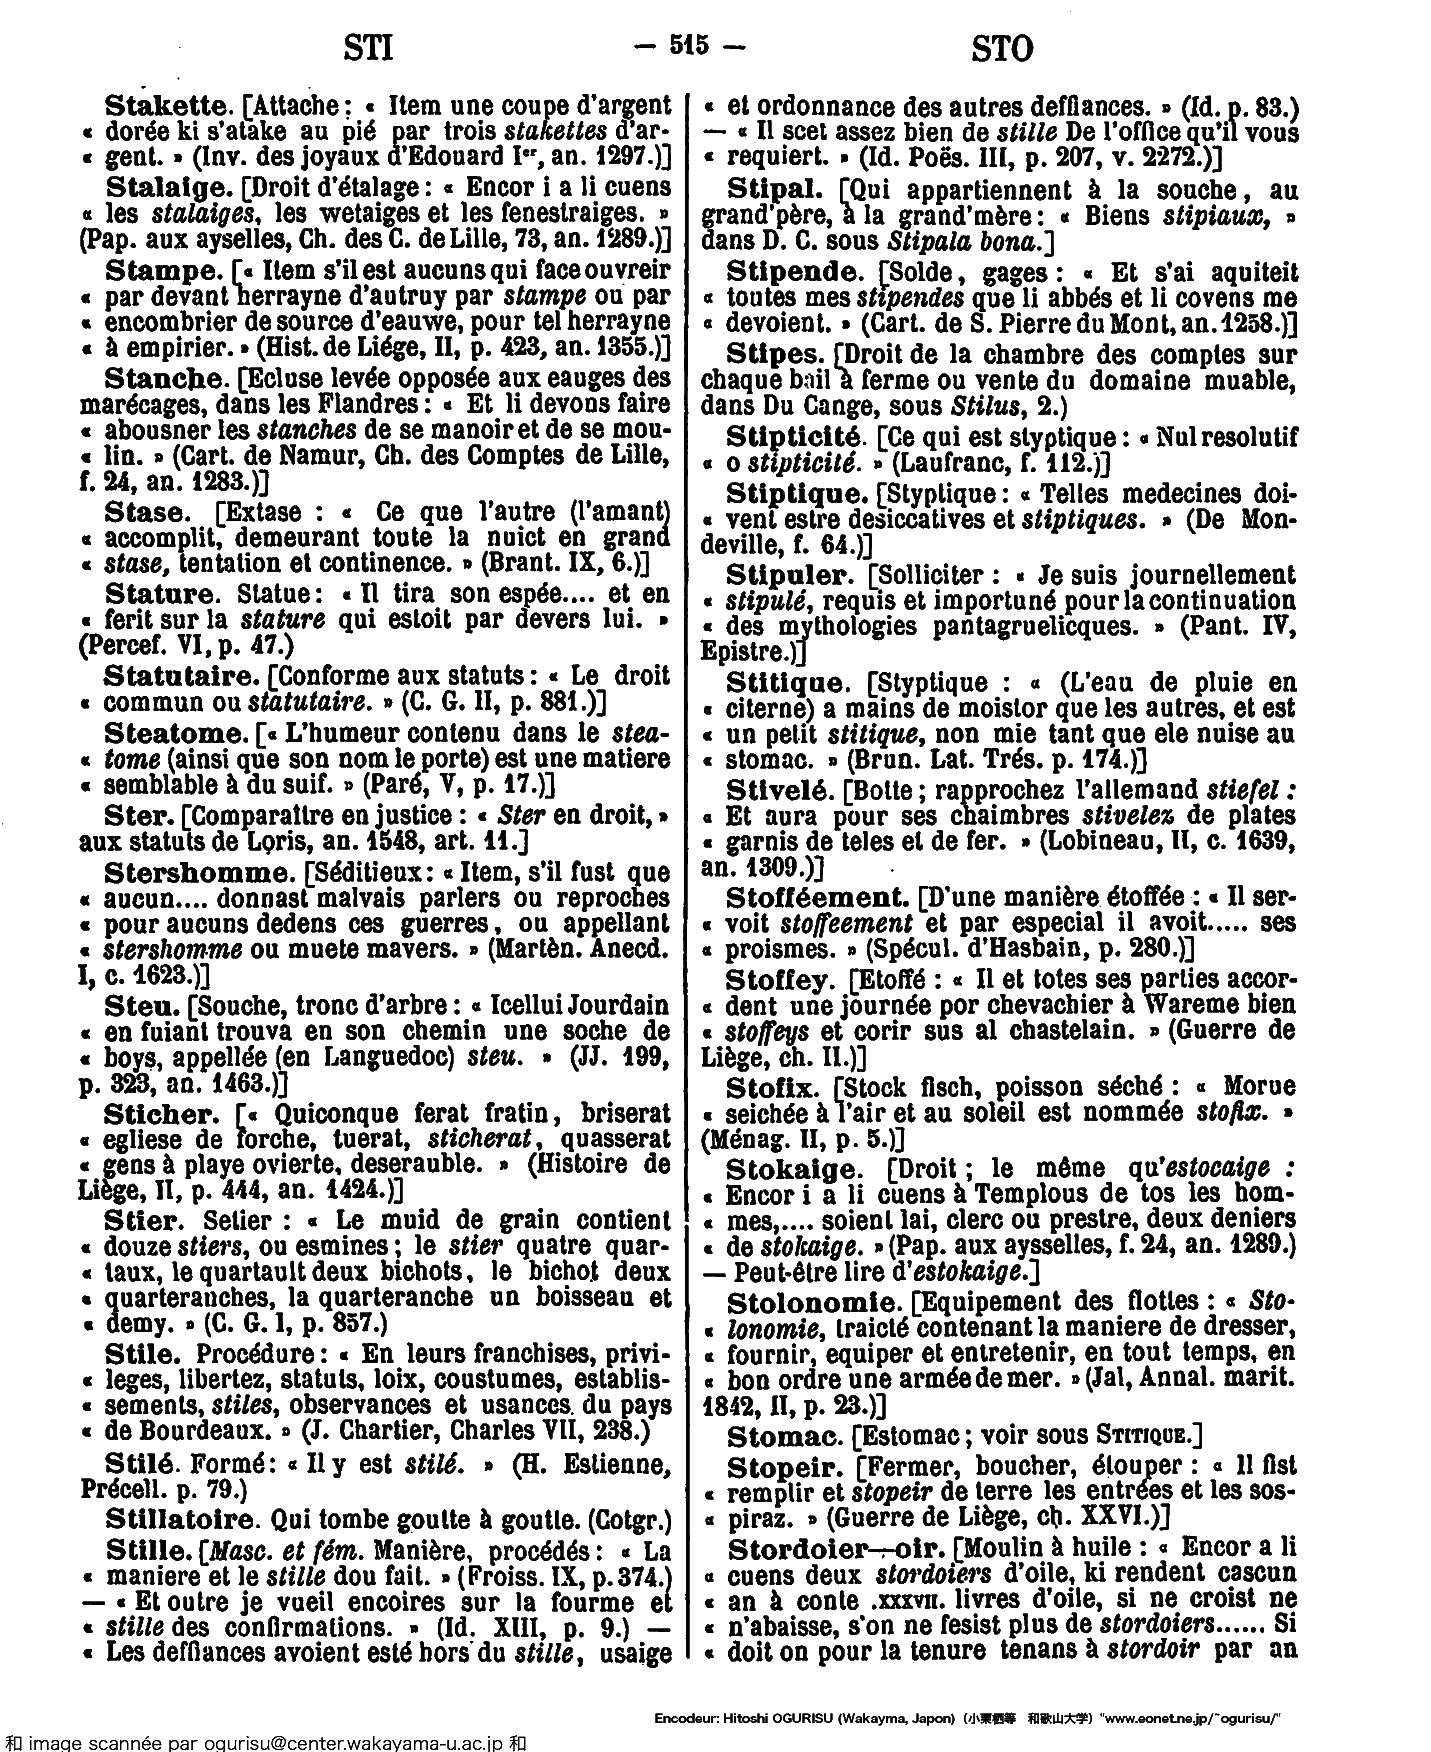 STI — 515 — STO
Stakette. [Attache : « Item une coupe d'argent
« dorée ki s'atake au pié par trois stakettes d'ar-
« gent. » (Inv. des joyaux d'Edouard Iᵉʳ, an. 1297.)]
Stalaige. [Droit d'étalage : « Encor i a li cuens
« les stalaiges, les wetaiges et les fenestraiges. »
(Pap. aux ayselles, Ch. des C. de Lille, 73, an. 1289.)]
Stampe. [« Item s'il est aucuns qui face ouvreir
« par devant herrayne d'autruy par stampe ou par
« encombrier de source d'eauwe, pour tel herrayne
« à empirier. » (Hist. de Liége, II, p. 423, an. 1355.)]
Stanche. [Ecluse levée opposée aux eauges des
marécages, dans les Flandres : « Et li devons faire
« abousner les stanches de se manoir et de se mou-
« lin. » (Cart. de Namur, Ch. des Comptes de Lille,
f. 24, an. 1283.)]
Stase. [Extase : « Ce que l'autre (l'amant)
« accomplit, demeurant toute la nuict en grand
« stase, tentation et continence. » (Brant. IX, 6.)]
Stature. Statue : « Il tira son espée.... et en
« ferit sur la stature qui estoit par devers lui. »
(Percef. VI, p. 47.)
Statutaire. [Conforme aux statuts : « Le droit
« commun ou statutaire. » (C. G. II, p. 881.)]
Steatome. [« L'humeur contenu dans le stea-
« tome (ainsi que son nom le porte) est une matiere
« semblable à du suif. » (Paré, V, p. 17.)]
Ster. [Comparaître en justice : « Ster en droit, »
aux statuts de Loris, an. 1548, art. 11.]
Stershomme. [Séditieux : « Item, s'il fust que
« aucun.... donnast malvais parlers ou reproches
« pour aucuns dedens ces guerres, ou appellant
« stershomme ou muete mavers. » (Martèn. Anecd.
I, c. 1623.)]
Steu. [Souche, tronc d'arbre : « Icellui Jourdain
« en fuiant trouva en son chemin une soche de
« boys, appellée (en Languedoc) steu. » (JJ. 199,
p. 323, an. 1463.)]
Sticher. [« Quiconque ferat fratin, briserat
« egliese de forche, tuerat, sticherat, quasserat
« gens à playe ovierte, deserauble. » (Histoire de
Liège, II, p. 444, an. 1424.)]
Stier. Setier : « Le muid de grain contient
« douze stiers, ou esmines ; le stier quatre quar-
« taux, le quartault deux bichots, le bichot deux
« quarteranches, la quarteranche un boisseau et
« demy. » (C. G. I, p. 857.)
Stile. Procédure : « En leurs franchises, privi-
« leges, libertez, statuts, loix, coustumes, establis-
« sements, stiles, observances et usances du pays
« de Bourdeaux. » (J. Chartier, Charles VII, 238.)
Stilé. Formé : « Il y est stilé. » (H. Estienne,
Précell. p. 79.)
Stillatoire. Qui tombe goutte à goutte. (Cotgr.)
Stille. [Masc. et fém. Manière, procédés : « La
« maniere et le stille dou fait. » (Froiss. IX, p. 374.)
— « Et outre je vueil encoires sur la fourme et
« stille des confirmations. » (Id. XIII, p. 9.) —
« Les deffiances avoient esté hors du stille, usaige
« et ordonnance des autres deffiances. » (Id. p. 83.)
— « Il scet assez bien de stille De l'office qu'il vous
« requiert. » (Id. Poës. III, p. 207, v. 2272.)]
Stipal. [Qui appartiennent à la souche, au
grand'père, à la grand'mère : « Biens stipiaux, »
dans D. C. sous Stipala bona.]
Stipende. [Solde, gages : « Et s'ai aquiteit
« toutes mes stipendes que li abbés et li covens me
« devoient. » (Cart. de S. Pierre du Mont, an. 1258.)]
Stipes. [Droit de la chambre des comptes sur
chaque bail à ferme ou vente du domaine muable,
dans Du Cange, sous Stilus, 2.)
Stipticité. [Ce qui est styptique : « Nul resolutif
« o stipticité. » (Laufranc, f. 112.)]
Stiptique. [Styptique : « Telles medecines doi-
« vent estre desiccatives et stiptiques. » (De Mon-
deville, f. 64.)]
Stipuler. [Solliciter : « Je suis journellement
« stipulé, requis et importuné pour la continuation
« des mythologies pantagruelicques. » (Pant. IV,
Epistre.)]
Stitique. [Styptique : « (L'eau de pluie en
« citerne) a mains de moistor que les autres, et est
« un petit stitique, non mie tant que ele nuise au
« stomac. » (Brun. Lat. Trés. p. 174.)]
Stivelé. [Botte ; rapprochez l'allemand stiefel :
« Et aura pour ses chaimbres stivelez de plates
« garnis de teles et de fer. » (Lobineau, II, c. 1639,
an. 1309.)]
Stofféement. [D'une manière étoffée : « Il ser-
« voit stoffeement et par especial il avoit..... ses
« proismes. » (Spécul. d'Hasbain, p. 280.)]
Stoffey. [Etoffé : « Il et totes ses parties accor-
« dent une journée por chevachier à Wareme bien
« stoffeys et corir sus al chastelain. » (Guerre de
Liège, ch. II.)]
Stofix. [Stock fisch, poisson séché : « Morue
« seichée à l'air et au soleil est nommée stofix. »
(Ménag. II, p. 5.)]
Stokaige. [Droit ; le même qu'estocaige :
« Encor i a li cuens à Templous de tos les hom-
« mes,.... soient lai, clerc ou prestre, deux deniers
« de stokaige. » (Pap. aux aysselles, f. 24, an. 1289.)
— Peut-être lire d'estokaige.]
Stolonomie. [Equipement des flottes : « Sto-
« lonomie, traicté contenant la maniere de dresser,
« fournir, equiper et entretenir, en tout temps, en
« bon ordre une armée de mer. » (Jal, Annal. marit.
1842, II, p. 23.)]
Stomac. [Estomac ; voir sous STITIQUE.]
Stopeir. [Fermer, boucher, étouper : « Il fist
« remplir et stopeir de terre les entrées et les sos-
« piraz. » (Guerre de Liège, ch. XXVI.)]
Stordoier—oir. [Moulin à huile : « Encor a li
« cuens deux stordoiers d'oile, ki rendent cascun
« an à conte .XXXVII. livres d'oile, si ne croist ne
« n'abaisse, s'on ne fesist plus de stordoiers...... Si
« doit on pour la tenure tenans à stordoir par an
Encodeur: Hitoshi OGURISU (Wakayma, Japon) (小栗栖等 和歌山大学) "www.eonet.ne.jp/~ogurisu/"
和 image scannée par ogurisu@center.wakayama-u.ac.jp 和